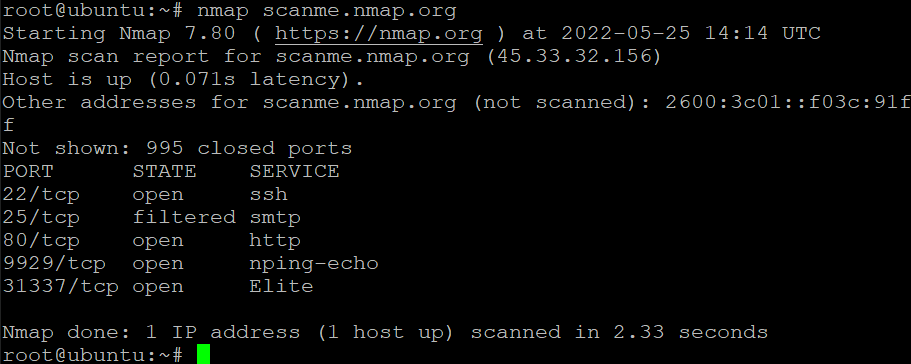 root@ubuntu:~# nmap scanme.nmap.org
Starting Nmap 7.80 ( https://nmap.org ) at 2022-05-25 14:14 UTC
Nmap scan report for scanme.nmap.org (45.33.32.156)
Host is up (0.071s latency).
Other addresses for scanme.nmap.org (not scanned): 2600:3c01::f03c:91f
f
Not shown: 995 closed ports
PORT      STATE    SERVICE
22/tcp    open     ssh
25/tcp    filtered smtp
80/tcp    open     http
9929/tcp  open     nping-echo
31337/tcp open     Elite
Nmap done: 1 IP address (1 host up) scanned in 2.33 seconds
root@ubuntu:~#